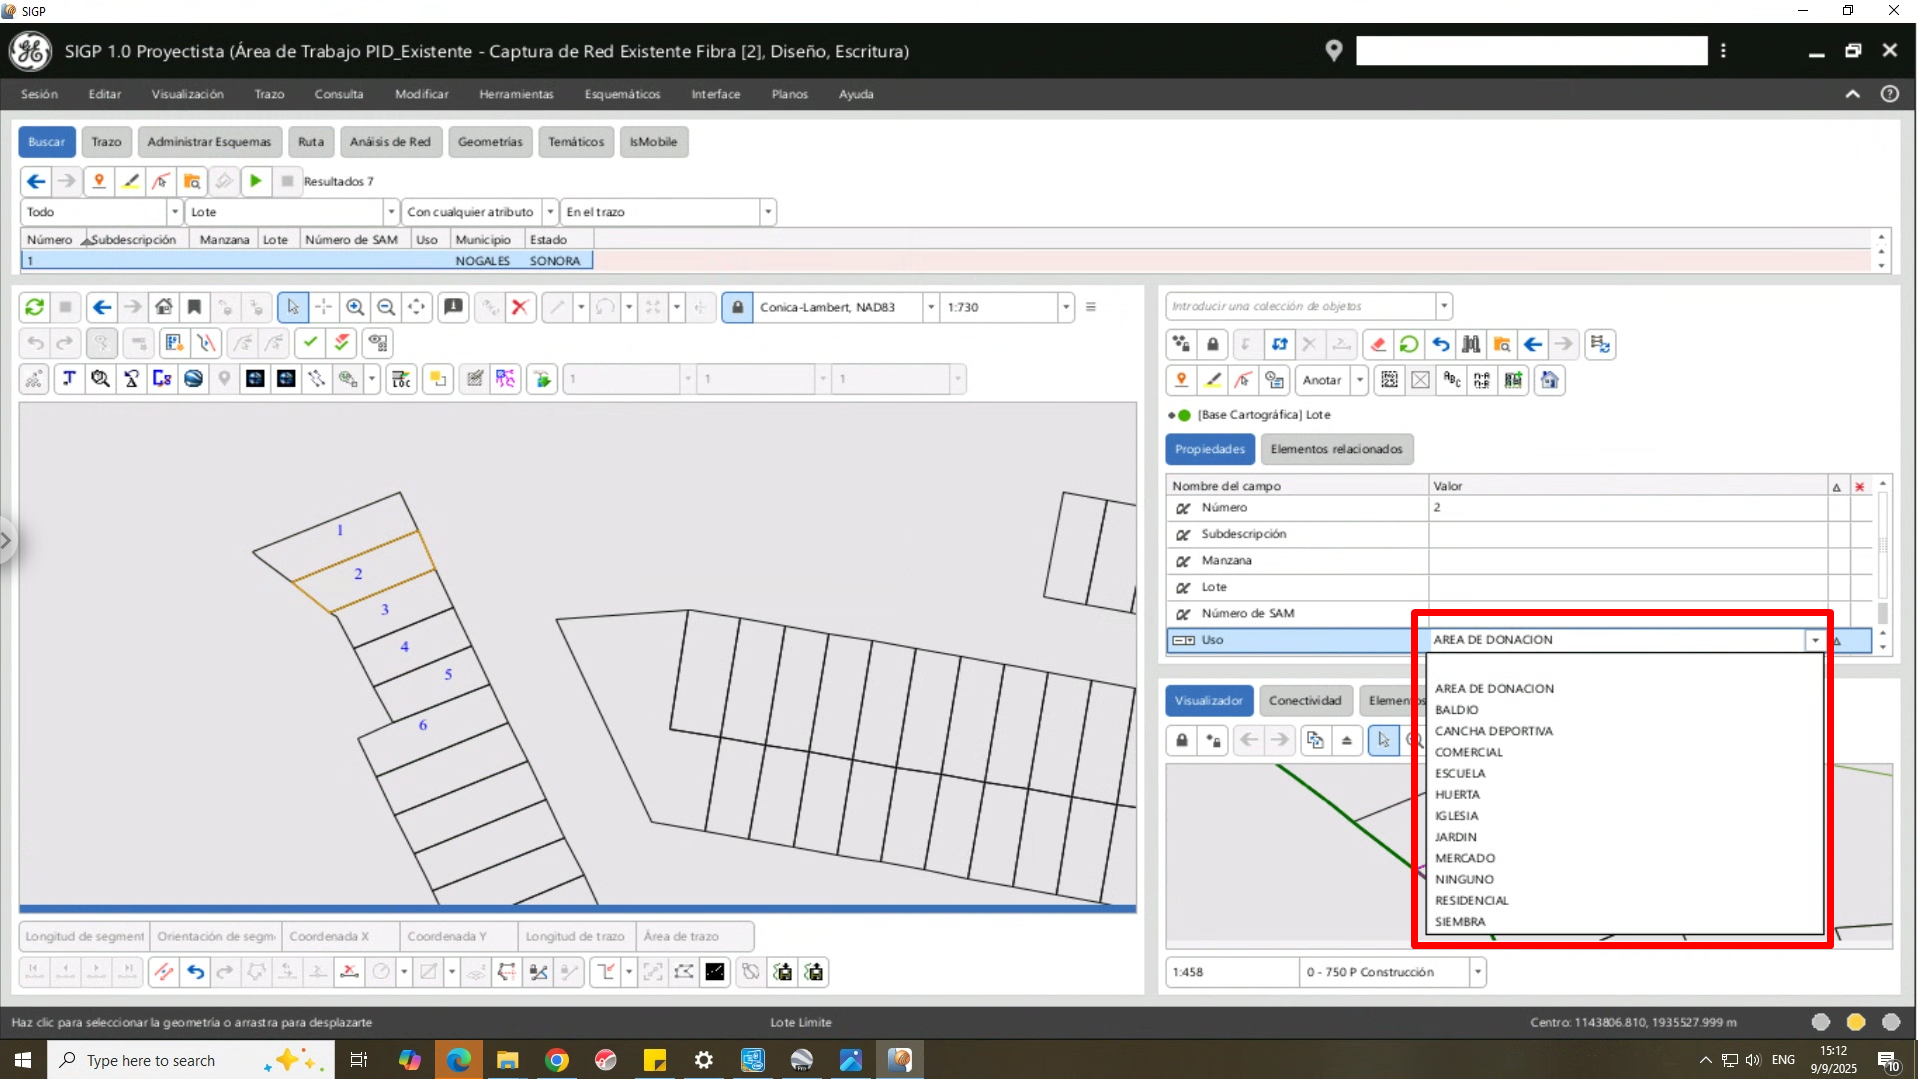 SIGP
SIGP 1.0 Proyectista (Área de Trabajo PID_Existente - Captura de Red Existente Fibra [2], Diseño, Escritura)
Sesión Editar Visualización Trazo Consulta Modificar Herramientas Esquemáticos Interface Planos Ayuda
Buscar Trazo Administrar Esquemas Ruta Análisis de Red Geometrías Temáticos IsMobile
Resultados 7
Todo Lote Con cualquier atributo En el trazo
Número Subdescripción Manzana Lote Número de SAM Uso Municipio Estado
1 NOGALES SONORA
Conica-Lambert, NAD83 1:730
LOC
1 1 1
1
2
3
4
5
6
Longitud de segment Orientación de segm Coordenada X Coordenada Y Longitud de trazo Área de trazo
Introducir una colección de objetos
Anotar
[Base Cartográfica] Lote
Propiedades Elementos relacionados
Nombre del campo Valor
Número 2
Subdescripción
Manzana
Lote
Número de SAM
Uso AREA DE DONACION
AREA DE DONACION
BALDIO
CANCHA DEPORTIVA
COMERCIAL
ESCUELA
HUERTA
IGLESIA
JARDIN
MERCADO
NINGUNO
RESIDENCIAL
SIEMBRA
Visualizador Conectividad Elementos
1:458 0 - 750 P Construcción
Haz clic para seleccionar la geometría o arrastra para desplazarte Lote Limite Centro: 1143806.810, 1935527.999 m
Type here to search
ENG
15:12
9/9/2025
10